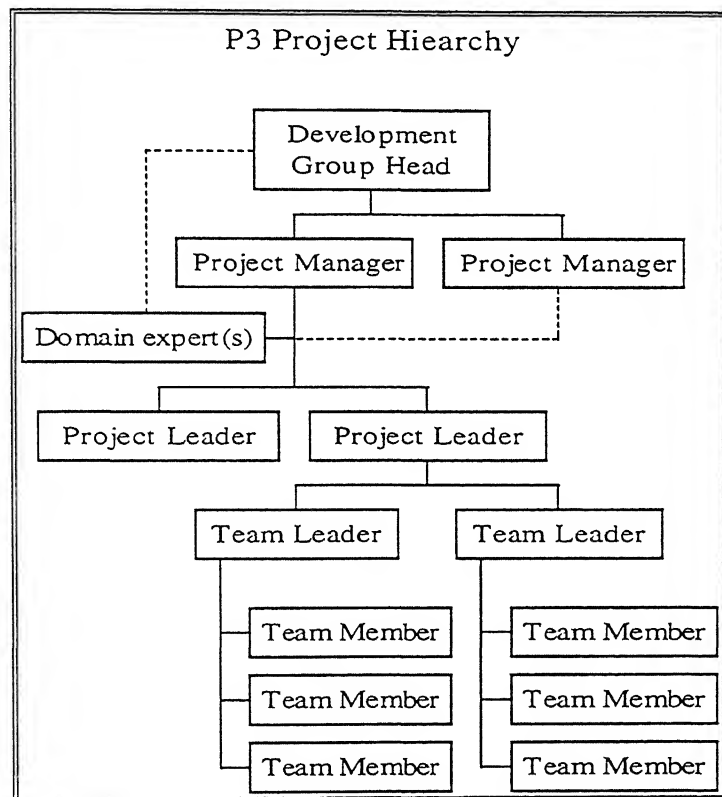 P3 Project Hiearchy
Development
Group Head
Project Manager
Project Manager
Domain expert(s)
Project Leader
Project Leader
Team Leader
Team Leader
Team Member
Team Member
Team Member
Team Member
Team Member
Team Member